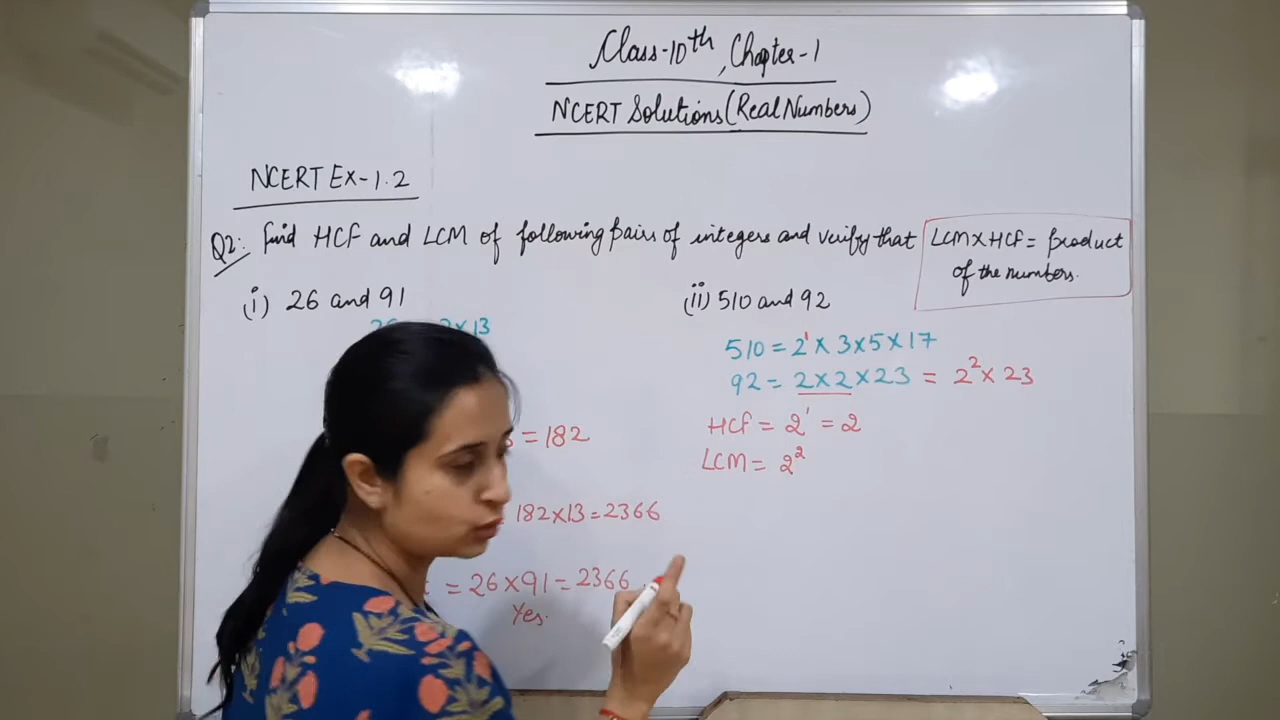 Class-10th, Chapter-1
NCERT Solutions (Real Numbers)
NCERT Ex-1.2
Q2:. Find HCF and LCM of following pairs of integers and verify that LCM×HCF = product
of the numbers.
(i) 26 and 91
2×13
= 182
182×13=2366
= 26×91=2366
Yes.
(ii) 510 and 92
510 = 2¹× 3×5×17
92 = 2×2×23 = 2²× 23
HCF = 2¹ = 2
LCM = 2²